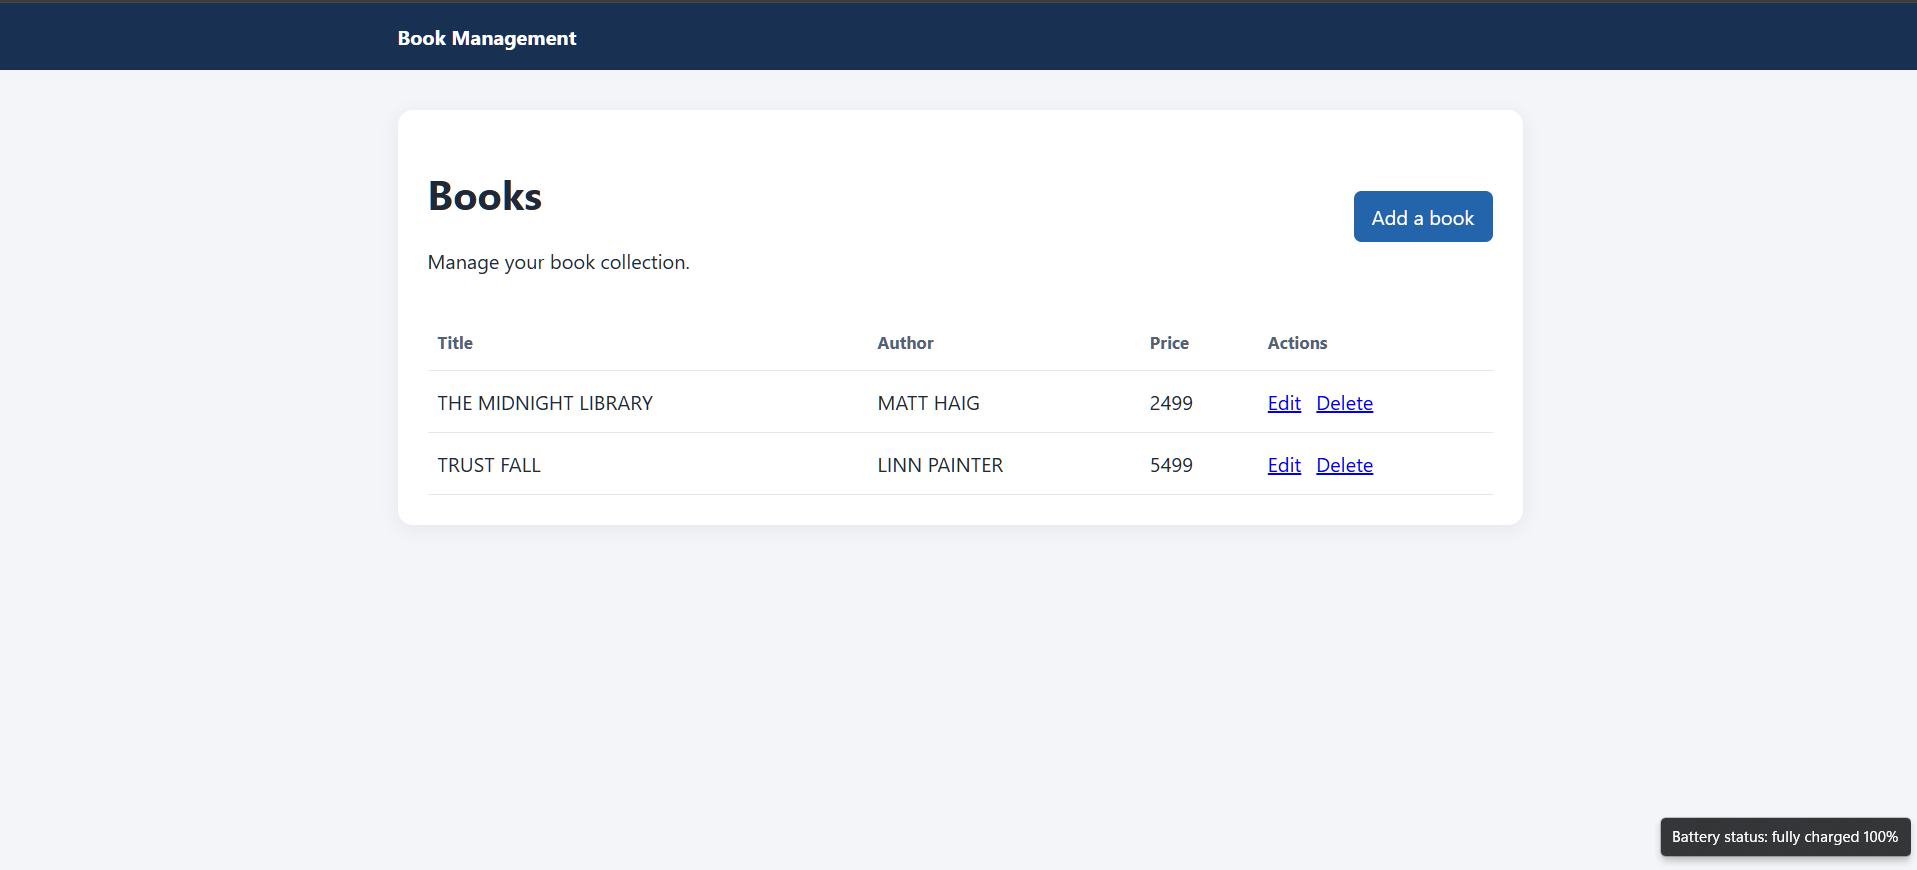 Book Management
Books
Add a book
Manage your book collection.
Title Author Price Actions
THE MIDNIGHT LIBRARY MATT HAIG 2499 Edit Delete
TRUST FALL LINN PAINTER 5499 Edit Delete
Battery status: fully charged 100%